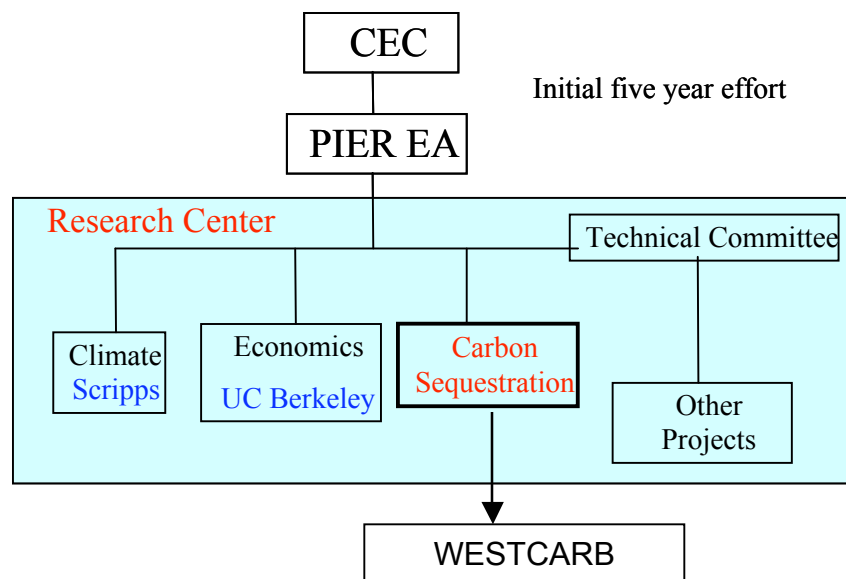 CEC
Initial five year effort
PIER EA
Research Center
Technical Committee
Climate
Scripps
Economics
UC Berkeley
Carbon
Sequestration
Other
Projects
WESTCARB